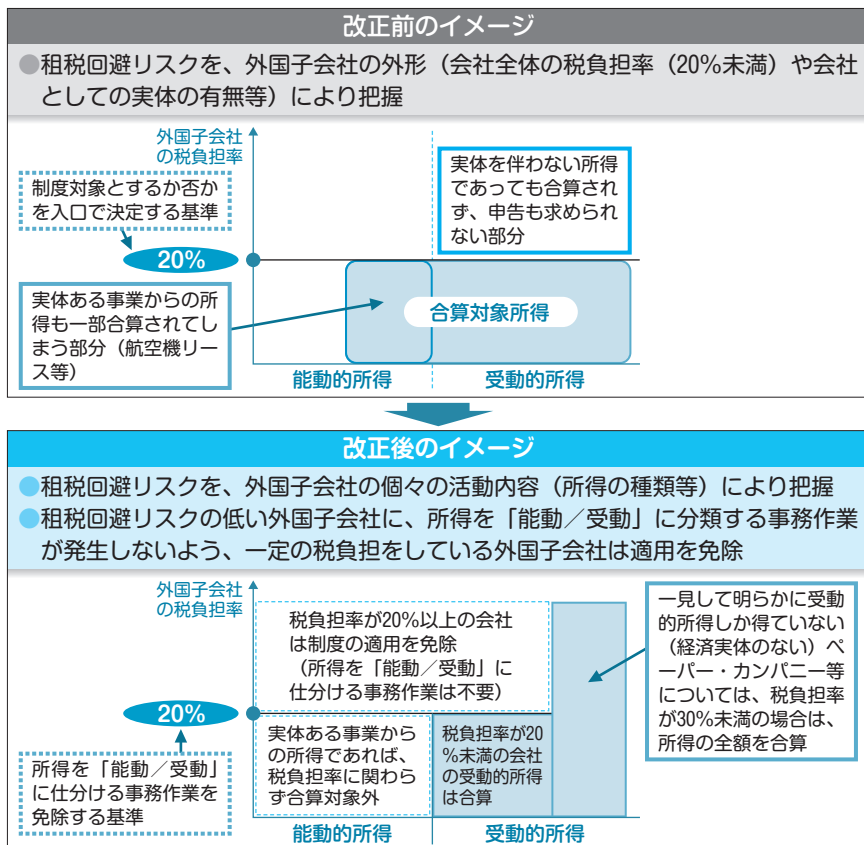 改正前のイメージ
●租税回避リスクを、外国子会社の外形（会社全体の税負担率（20％未満）や会社
としての実体の有無等）により把握
外国子会社
の税負担率
制度対象とするか否か
を入口で決定する基準
20%
実体を伴わない所得
であっても合算され
ず、申告も求められ
ない部分
実体ある事業からの所
得も一部合算されてし
まう部分（航空機リー
ス等）
合算対象所得
能動的所得
受動的所得
改正後のイメージ
●租税回避リスクを、外国子会社の個々の活動内容（所得の種類等）により把握
●租税回避リスクの低い外国子会社に、所得を「能動／受動」に分類する事務作業
が発生しないよう、一定の税負担をしている外国子会社は適用を免除
外国子会社
の税負担率
税負担率が20％以上の会社
は制度の適用を免除
（所得を「能動／受動」に
仕分ける事務作業は不要）
一見して明らかに受動
的所得しか得ていない
（経済実体のない）ペ
ーパー・カンパニー等
については、税負担率
が30％未満の場合は、
所得の全額を合算
20%
実体ある事業から
の所得であれば、
税負担率に関わら
ず合算対象外
税負担率が20
％未満の会社
の受動的所得
は合算
所得を「能動／受動」
に仕分ける事務作業を
免除する基準
能動的所得
受動的所得